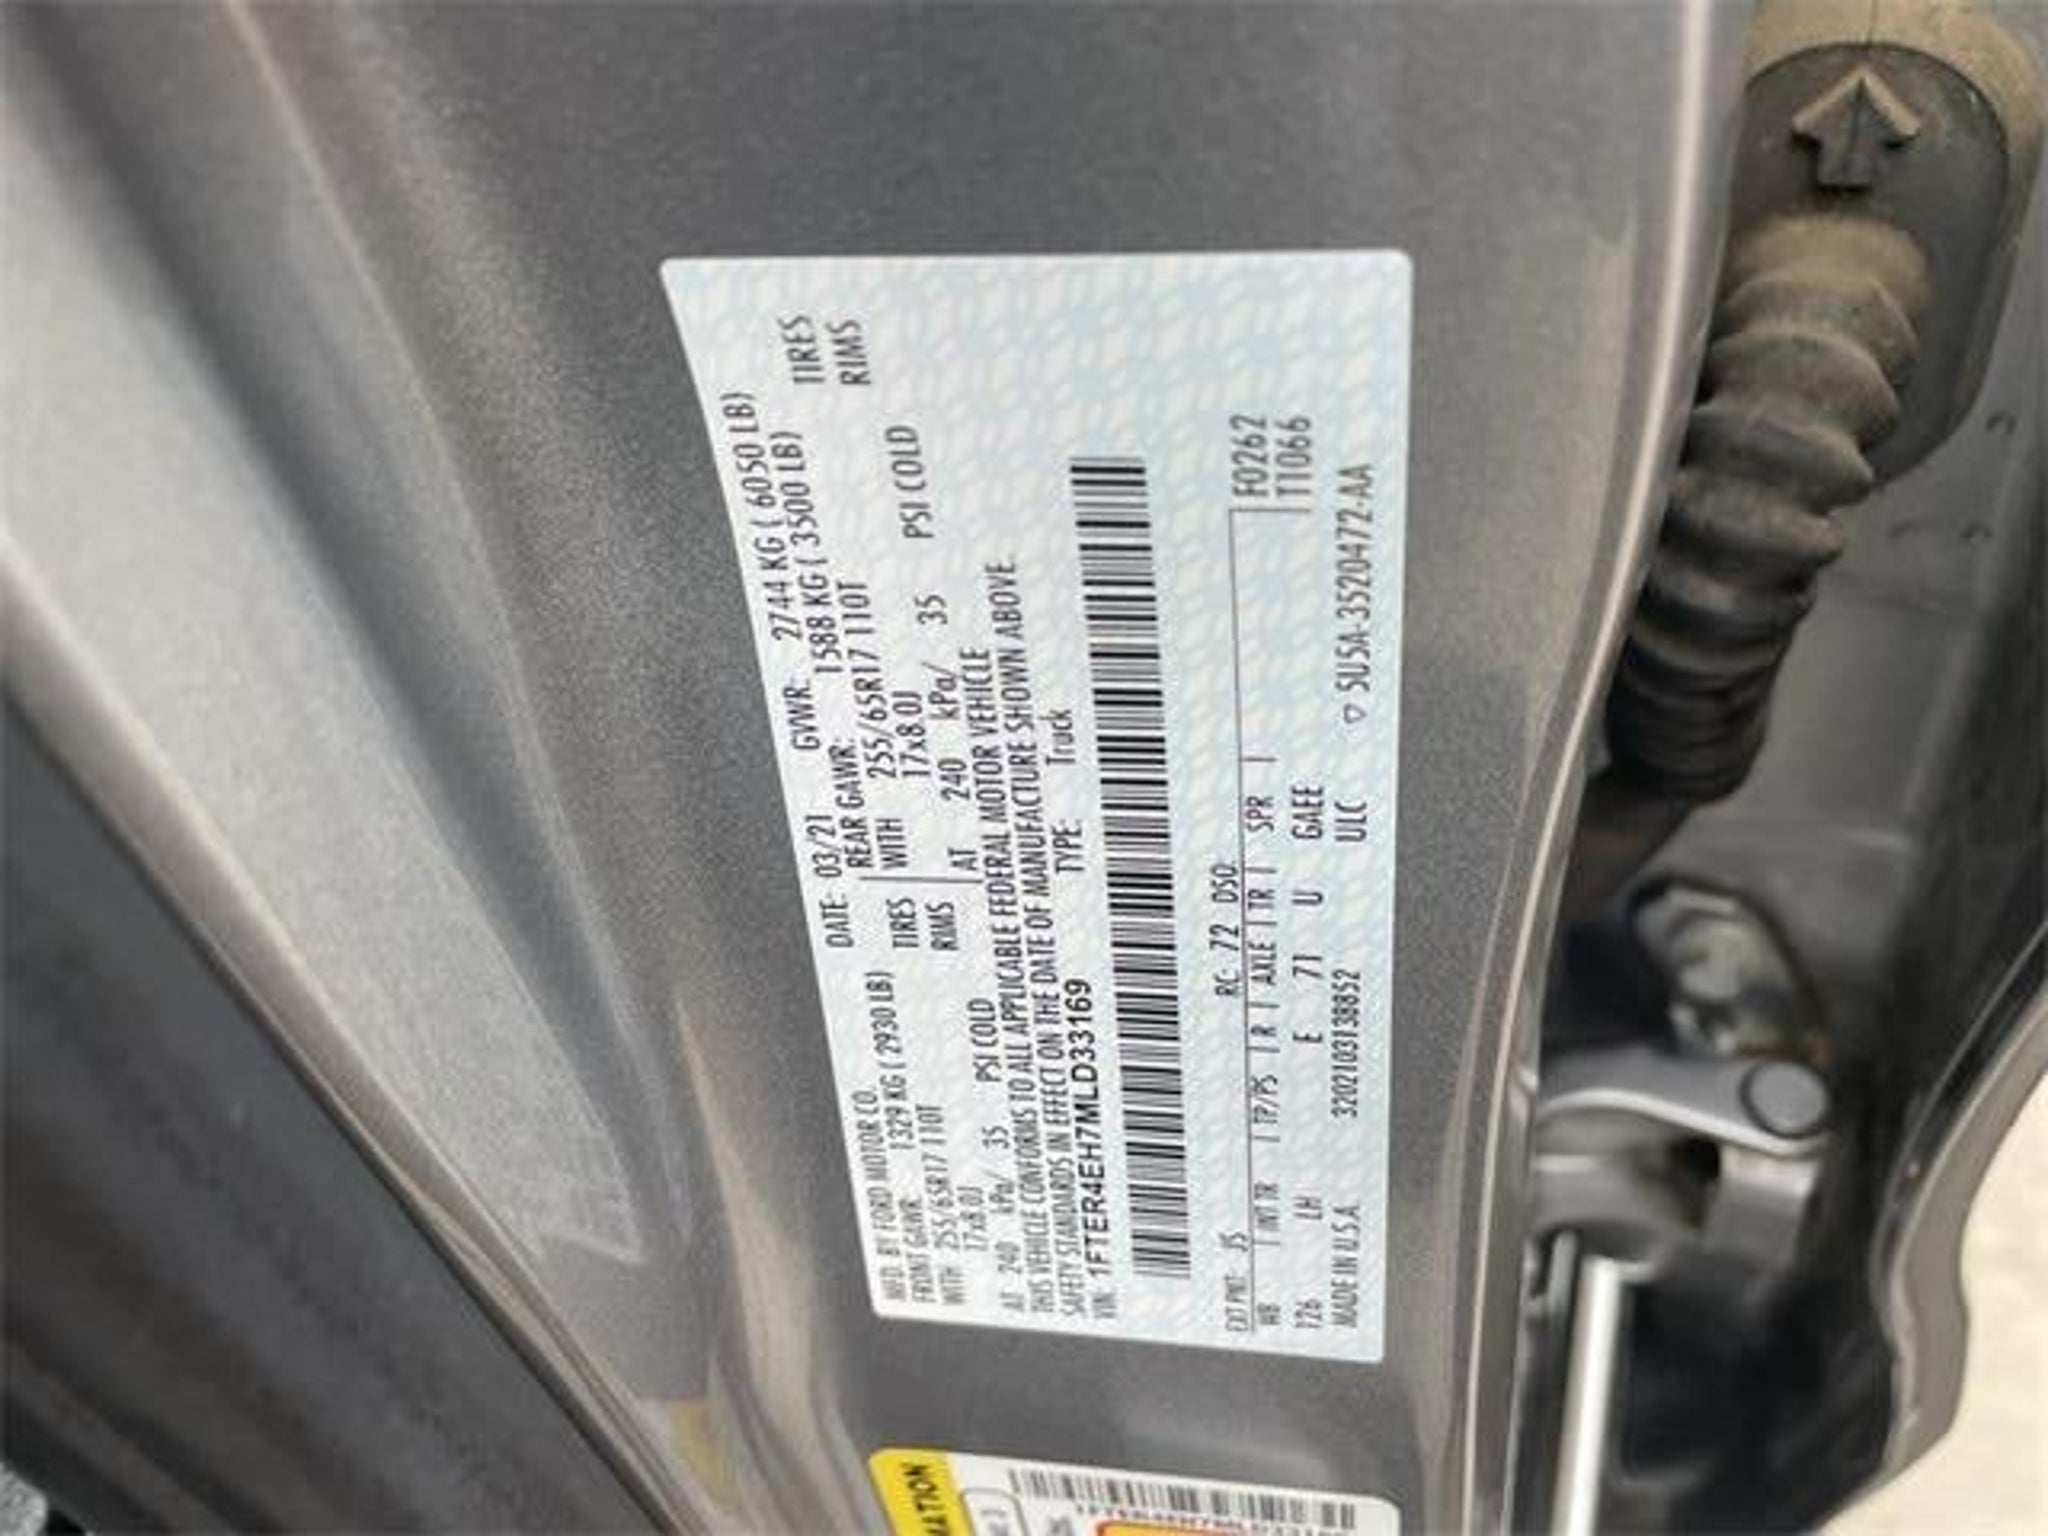 MFD. BY FORD MOTOR CO. DATE: 03/21 GVWR: 2744 KG ( 6050 LB)
FRONT GAWR: 1329 KG ( 2930 LB) REAR GAWR: 1588 KG ( 3500 LB)
WITH 255/65R17 110T TIRES WITH 255/65R17 110T TIRES
17x8.0J RIMS 17x8.0J RIMS
AT 240 kPa/ 35 PSI COLD AT 240 kPa/ 35 PSI COLD
THIS VEHICLE CONFORMS TO ALL APPLICABLE FEDERAL MOTOR VEHICLE
SAFETY STANDARDS IN EFFECT ON THE DATE OF MANUFACTURE SHOWN ABOVE.
VIN: 1FTER4EH7MLD33169 TYPE: Truck
EXT PNT: JS RC: 72 DSO: F0262
WB INT TR TP/PS R AXLE TR SPR T1066
126 LH E 71 U GAEE
MADE IN U.S.A 3202103138852 ULC ▽ SU5A-3520472-AA
MATION